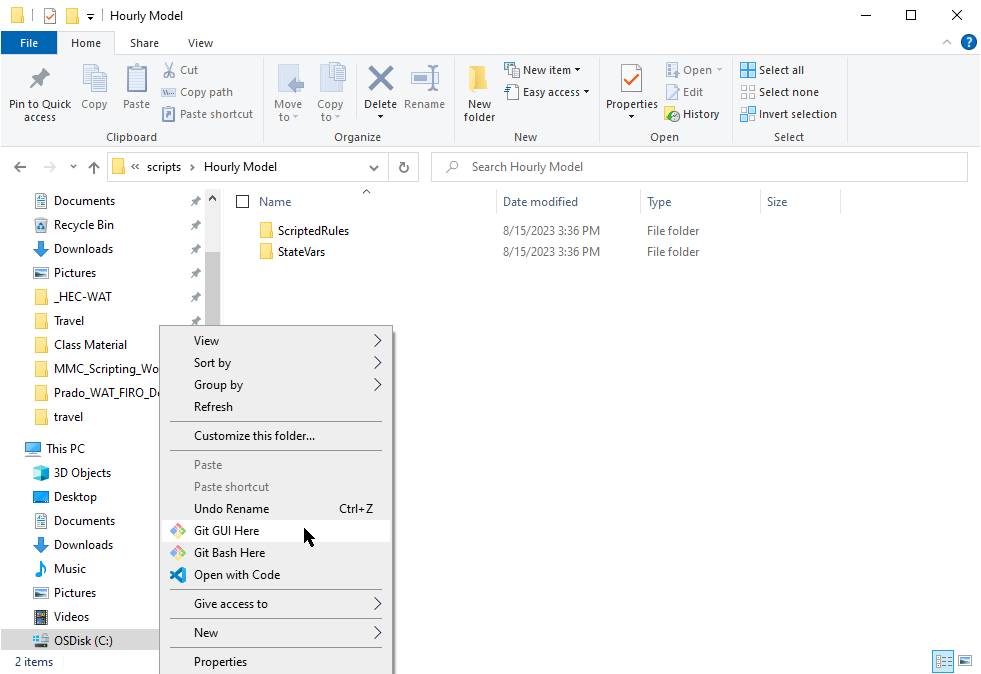 Hourly Model
File Home Share View
Pin to Quick access
Copy
Paste
Cut
Copy path
Paste shortcut
Clipboard
Move to
Copy to
Delete
Rename
Organize
New folder
New item
Easy access
New
Properties
Open
Edit
History
Open
Select all
Select none
Invert selection
Select
« scripts › Hourly Model
Search Hourly Model
Name Date modified Type Size
ScriptedRules 8/15/2023 3:36 PM File folder
StateVars 8/15/2023 3:36 PM File folder
Documents
Recycle Bin
Downloads
Pictures
_HEC-WAT
Travel
Class Material
MMC_Scripting_Wo
Prado_WAT_FIRO_D
travel
This PC
3D Objects
Desktop
Documents
Downloads
Music
Pictures
Videos
OSDisk (C:)
2 items
View
Sort by
Group by
Refresh
Customize this folder...
Paste
Paste shortcut
Undo Rename Ctrl+Z
Git GUI Here
Git Bash Here
Open with Code
Give access to
New
Properties